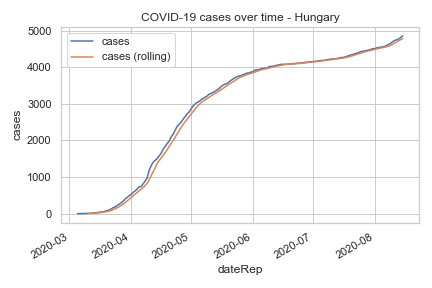 COVID-19 cases over time - Hungary
cases
cases (rolling)
5000
4000
3000
2000
1000
0
cases
2020-03
2020-04
2020-05
2020-06
2020-07
2020-08
dateRep